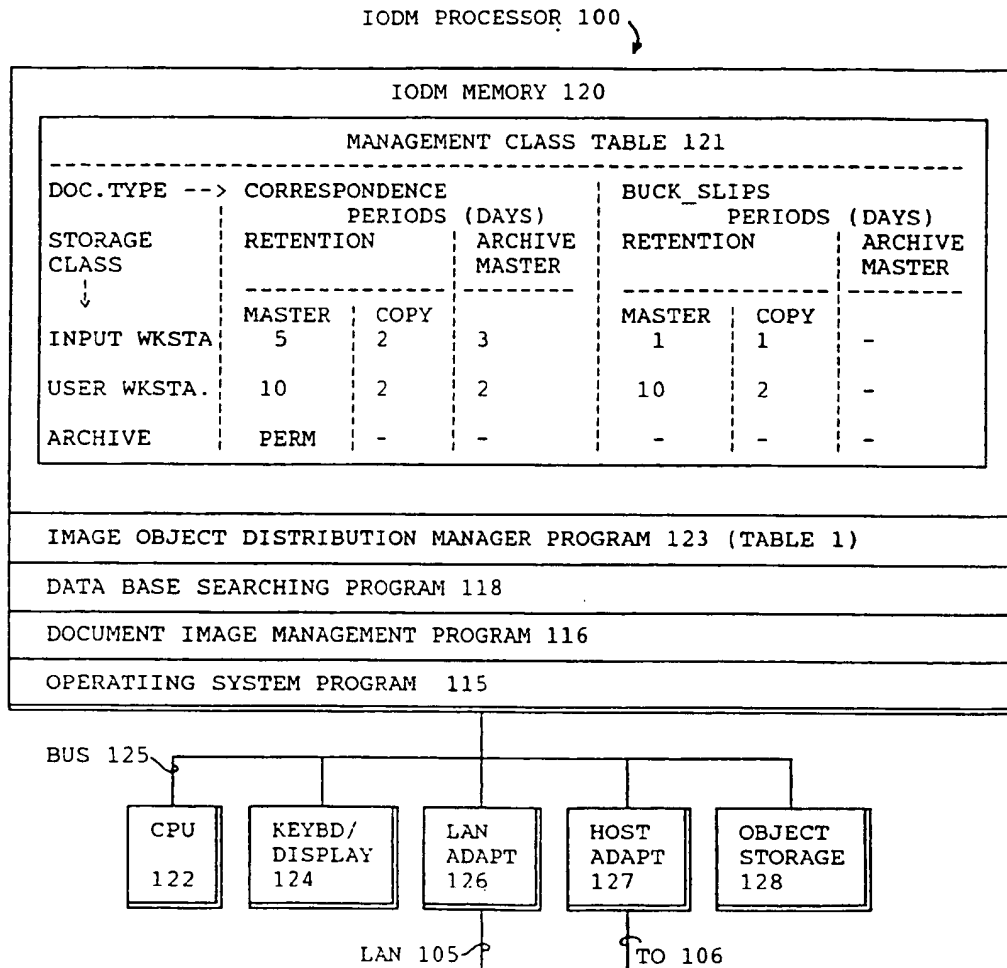 IODM PROCESSOR 100
IODM MEMORY 120
MANAGEMENT CLASS TABLE 121
DOC.TYPE --> CORRESPONDENCE BUCK_SLIPS
PERIODS (DAYS) PERIODS (DAYS)
STORAGE RETENTION ARCHIVE RETENTION ARCHIVE
CLASS MASTER MASTER
MASTER COPY MASTER COPY
INPUT WKSTA 5 2 3 1 1 -
USER WKSTA. 10 2 2 10 2 -
ARCHIVE PERM - - - - -
IMAGE OBJECT DISTRIBUTION MANAGER PROGRAM 123 (TABLE 1)
DATA BASE SEARCHING PROGRAM 118
DOCUMENT IMAGE MANAGEMENT PROGRAM 116
OPERATIING SYSTEM PROGRAM 115
BUS 125
CPU KEYBD/ LAN HOST OBJECT
DISPLAY ADAPT ADAPT STORAGE
122 124 126 127 128
LAN 105 TO 106